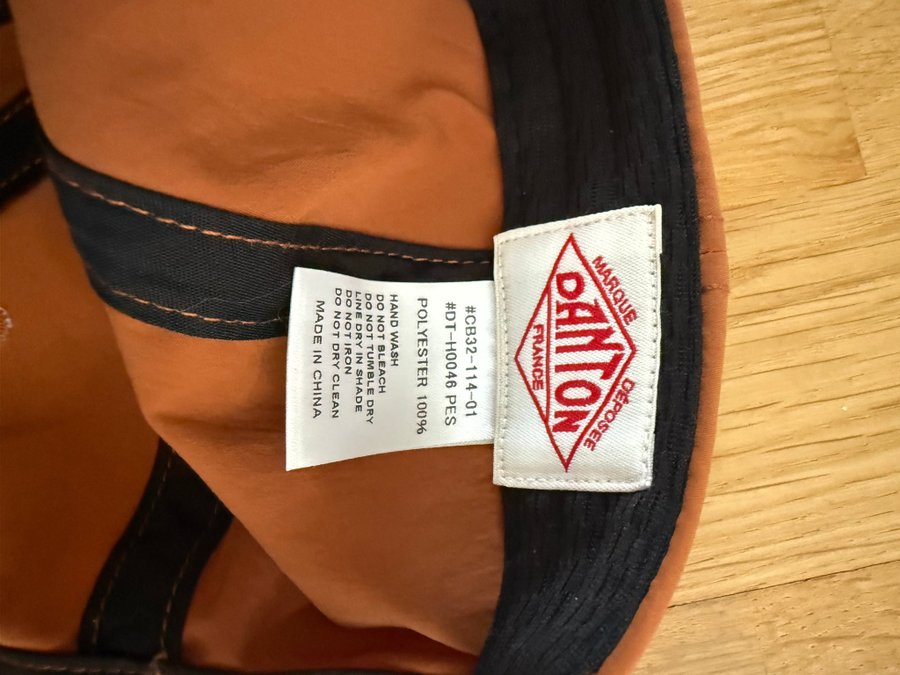 MARQUE DÉPOSÉE
DANTON
FRANCE
#CB32-114-01
#DT-H0046 PES
POLYESTER 100%
HAND WASH
DO NOT BLEACH
DO NOT TUMBLE DRY
LINE DRY IN SHADE
DO NOT IRON
DO NOT DRY CLEAN
MADE IN CHINA